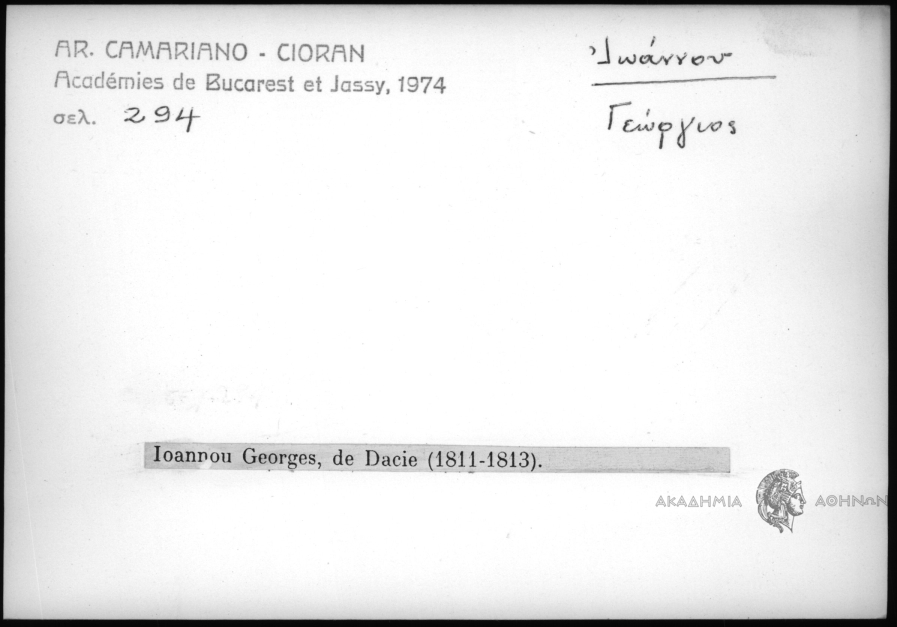 AR. CAMARIANO - CIORAN
Académies de Bucarest et Jassy, 1974
σελ. 294
Ἰωάννου
Γεώργιος
Ioannou Georges, de Dacie (1811-1813).
ΑΚΑΔΗΜΙΑ ΑΘΗΝΩΝ